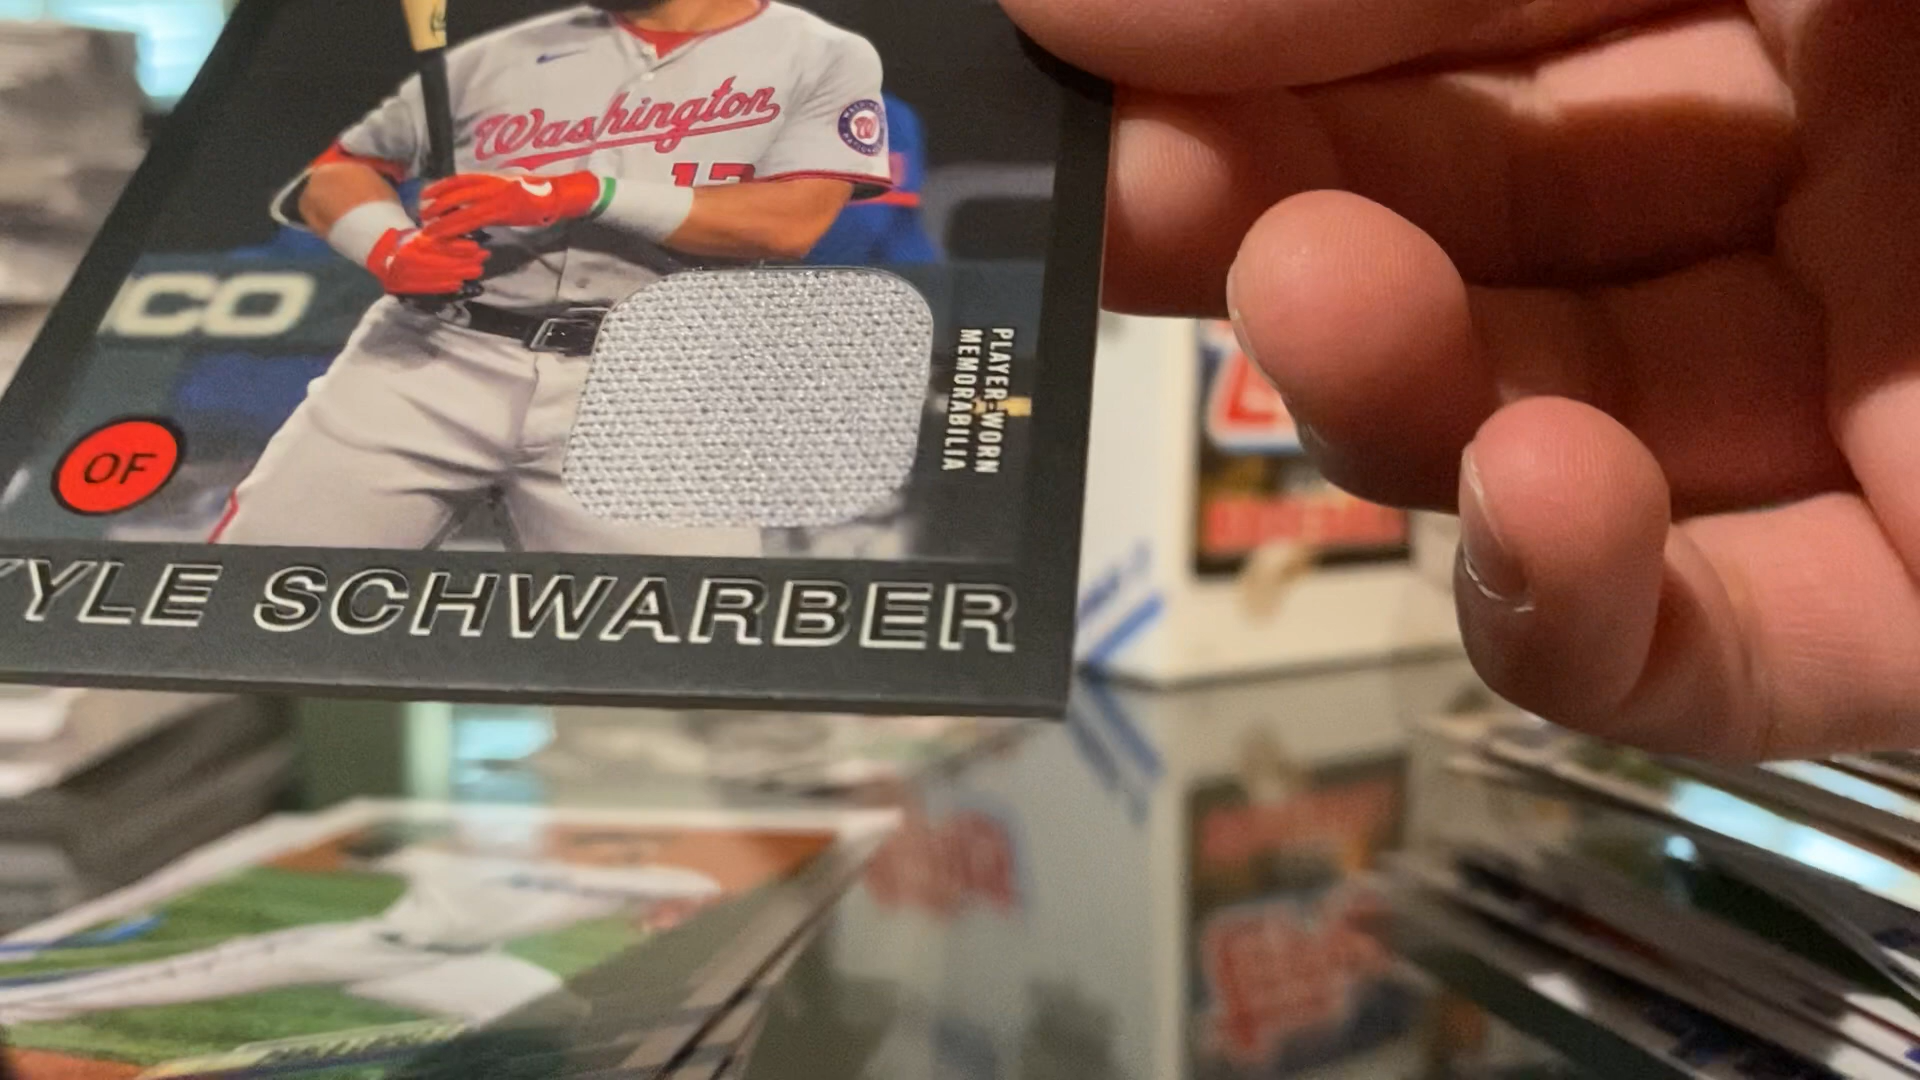 Washington
CO
PLAYER-WORN
MEMORABILIA
OF
YLE SCHWARBER